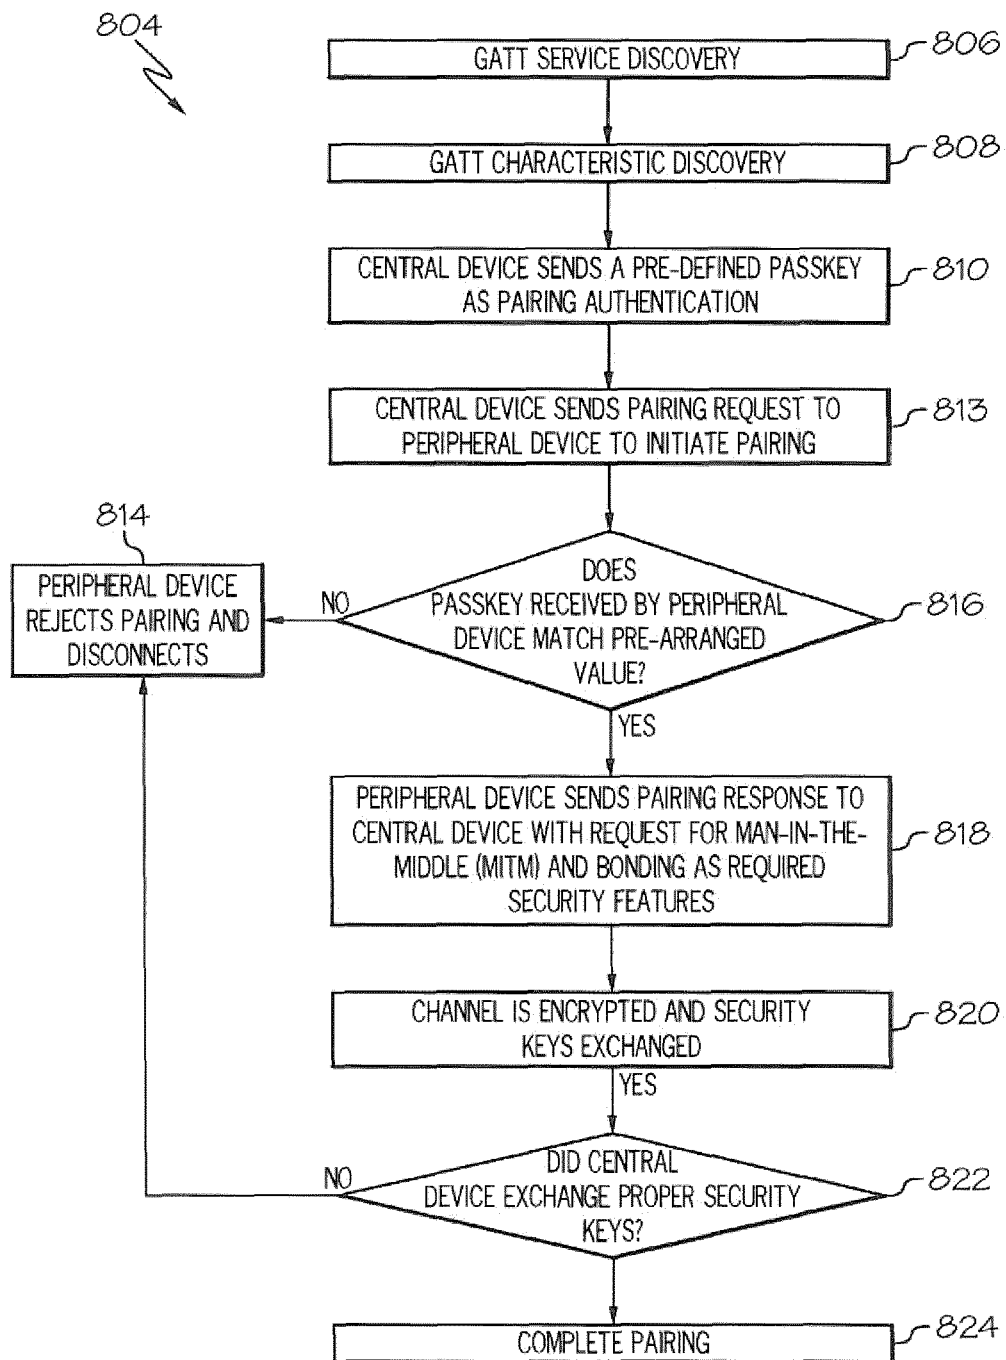 804
806
GATT SERVICE DISCOVERY
808
GATT CHARACTERISTIC DISCOVERY
810
CENTRAL DEVICE SENDS A PRE-DEFINED PASSKEY
AS PAIRING AUTHENTICATION
813
CENTRAL DEVICE SENDS PAIRING REQUEST TO
PERIPHERAL DEVICE TO INITIATE PAIRING
814
PERIPHERAL DEVICE
REJECTS PAIRING AND
DISCONNECTS
NO
816
DOES
PASSKEY RECEIVED BY PERIPHERAL
DEVICE MATCH PRE-ARRANGED
VALUE?
YES
818
PERIPHERAL DEVICE SENDS PAIRING RESPONSE TO
CENTRAL DEVICE WITH REQUEST FOR MAN-IN-THE-
MIDDLE (MITM) AND BONDING AS REQUIRED
SECURITY FEATURES
820
CHANNEL IS ENCRYPTED AND SECURITY
KEYS EXCHANGED
YES
NO
822
DID CENTRAL
DEVICE EXCHANGE PROPER SECURITY
KEYS?
824
COMPLETE PAIRING